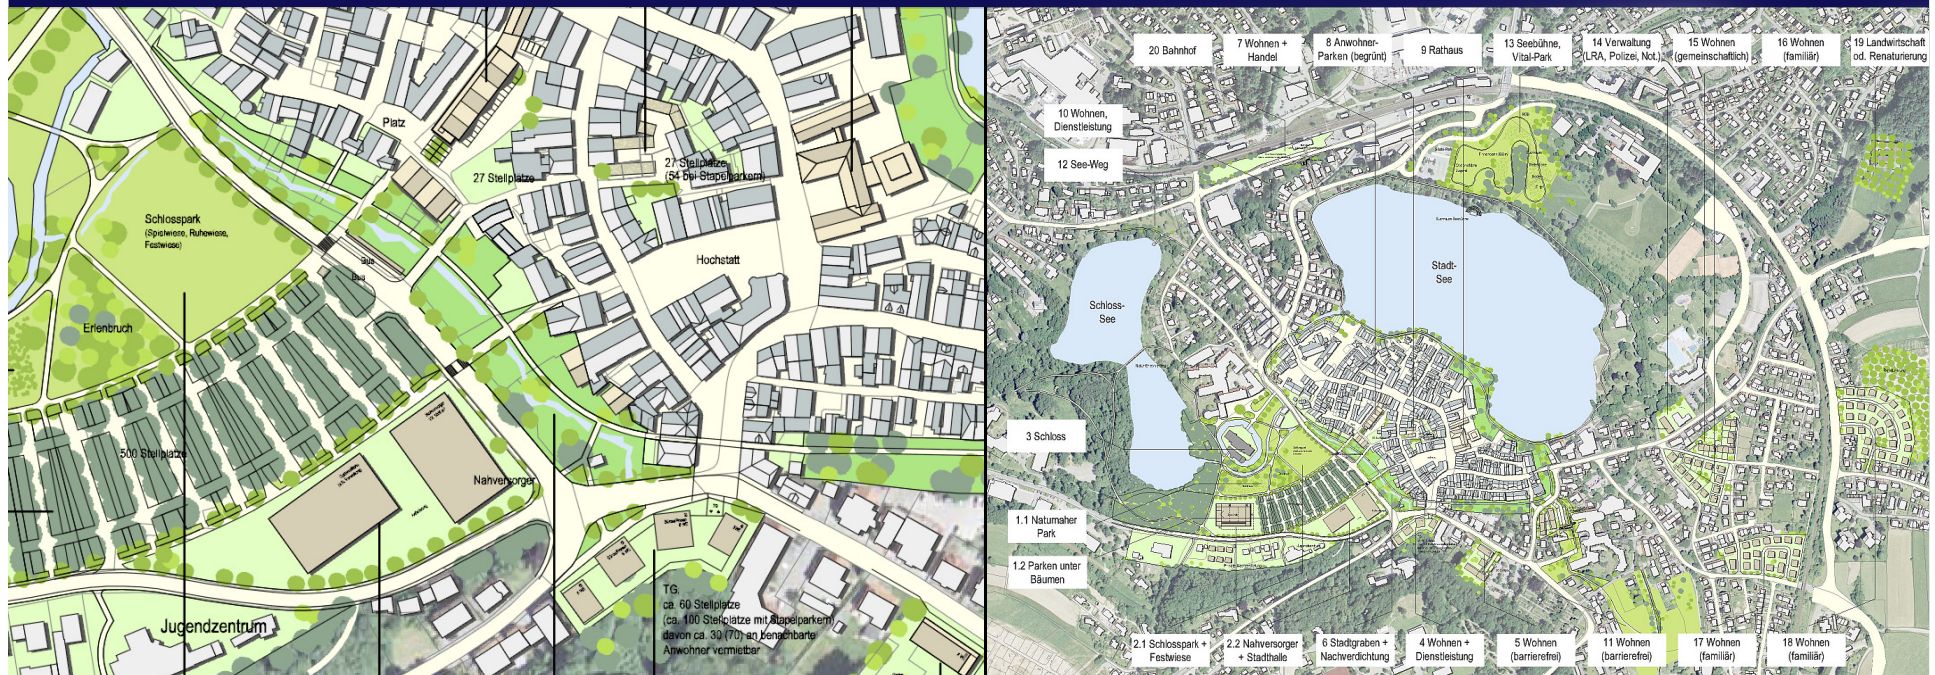 Platz
27 Stellplätze
27 Stellplätze
(54 bei Stapelparkern)
Schlosspark
(Spielwiese, Ruhewiese,
Festwiese)
Bus
Bus
Hochstatt
Erlenbruch
500 Stellplätze
Nahversorger
Jugendzentrum
TG.
ca. 60 Stellplätze
(ca. 100 Stellplätze mit Stapelparkern)
davon ca. 30 (70) an benachbarte
Anwohner vermietbar
20 Bahnhof
7 Wohnen +
Handel
8 Anwohner-
Parken (begrünt)
9 Rathaus
13 Seebühne,
Vital-Park
14 Verwaltung
(LRA, Polizei, Not.)
15 Wohnen
(gemeinschaftlich)
16 Wohnen
(familiär)
19 Landwirtschaft
od. Renaturierung
10 Wohnen,
Dienstleistung
12 See-Weg
Stadt-
See
Schloss-
See
3 Schloss
1.1 Naturnaher
Park
1.2 Parken unter
Bäumen
2.1 Schlosspark +
Festwiese
2.2 Nahversorger
+ Stadthalle
6 Stadtgraben +
Nachverdichtung
4 Wohnen +
Dienstleistung
5 Wohnen
(barrierefrei)
11 Wohnen
(barrierefrei)
17 Wohnen
(familiär)
18 Wohnen
(familiär)